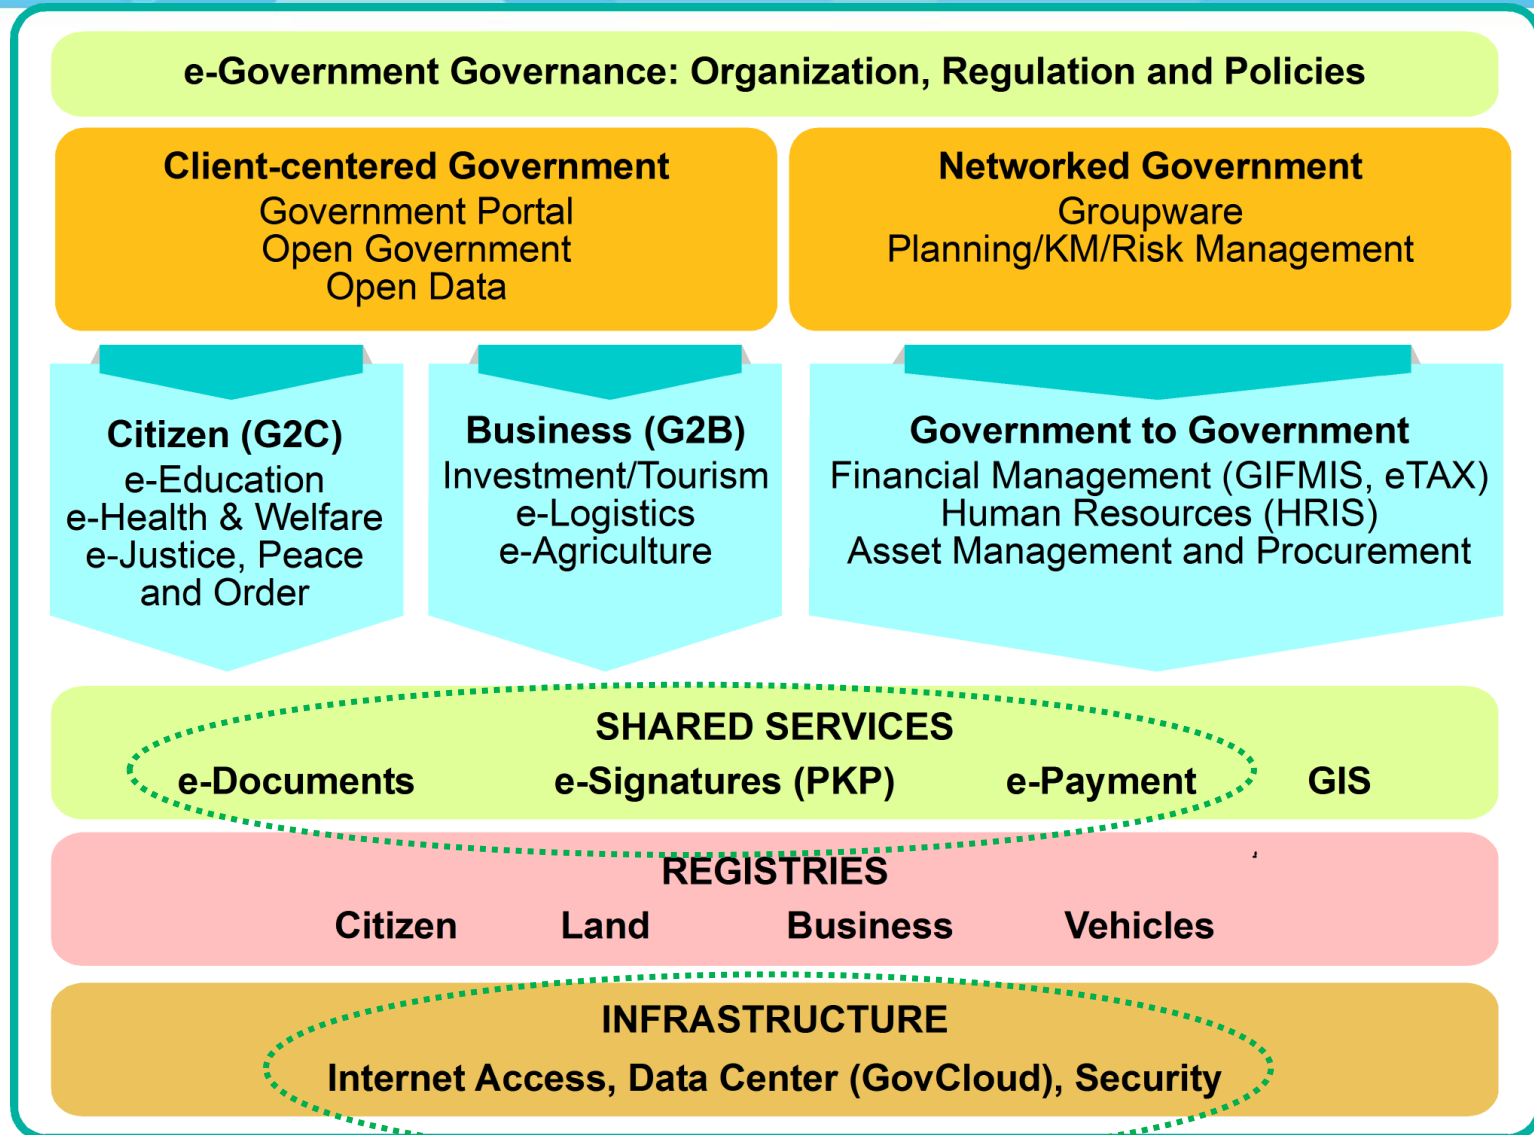 e-Government Governance: Organization, Regulation and Policies
Client-centered Government
Government Portal
Open Government
Open Data
Networked Government
Groupware
Planning/KM/Risk Management
Citizen (G2C)
e-Education
e-Health & Welfare
e-Justice, Peace
and Order
Business (G2B)
Investment/Tourism
e-Logistics
e-Agriculture
Government to Government
Financial Management (GIFMIS, eTAX)
Human Resources (HRIS)
Asset Management and Procurement
SHARED SERVICES
e-Documents e-Signatures (PKP) e-Payment GIS
REGISTRIES
Citizen Land Business Vehicles
INFRASTRUCTURE
Internet Access, Data Center (GovCloud), Security